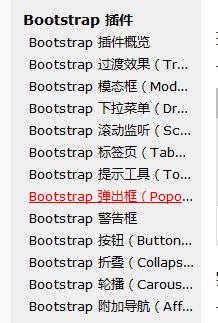 Bootstrap 插件
Bootstrap 插件概览
Bootstrap 过渡效果（Tr...
Bootstrap 模态框（Mod...
Bootstrap 下拉菜单（Dr...
Bootstrap 滚动监听（Sc...
Bootstrap 标签页（Tab...
Bootstrap 提示工具（To...
Bootstrap 弹出框（Popo...
Bootstrap 警告框
Bootstrap 按钮（Button...
Bootstrap 折叠（Collaps...
Bootstrap 轮播（Carous...
Bootstrap 附加导航（Aff...